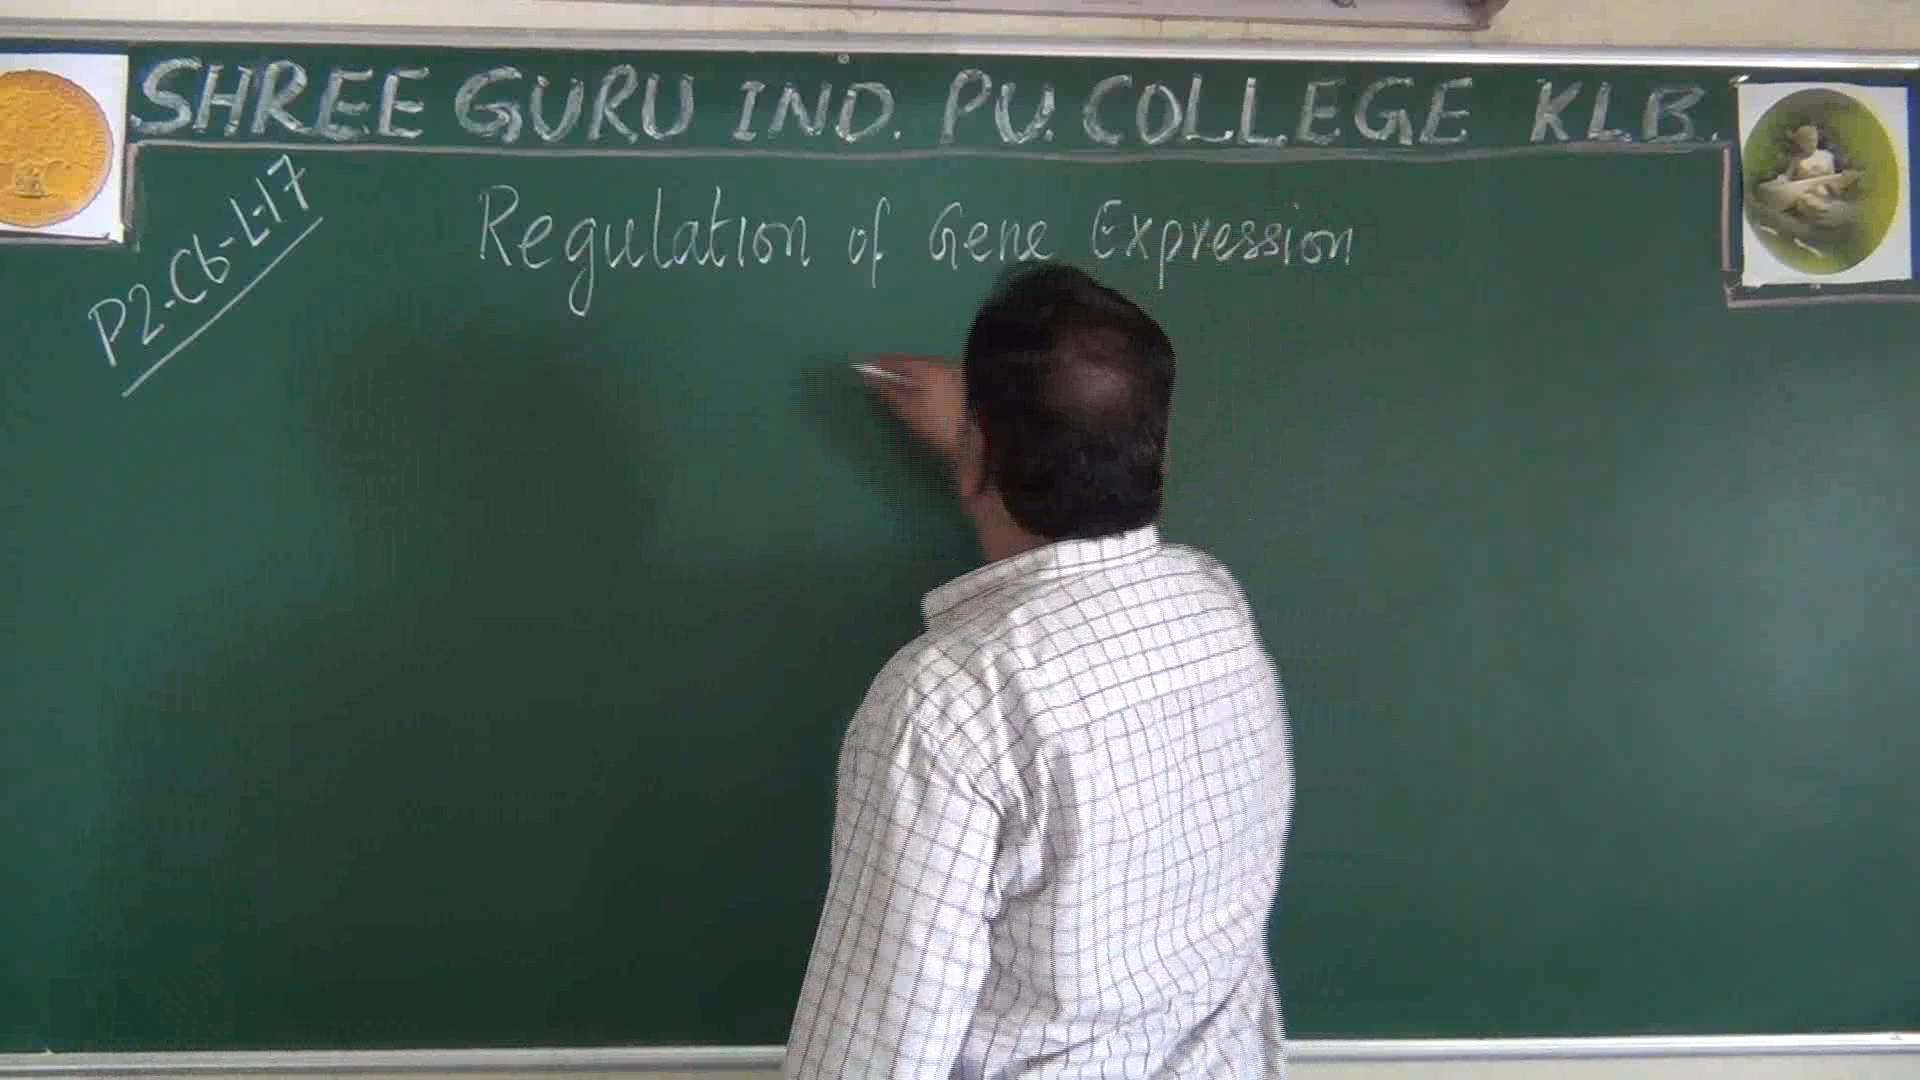 SHREE GURU IND. PU. COLLEGE KLB.
P2-C6-L-17
Regulation of Gene Expression